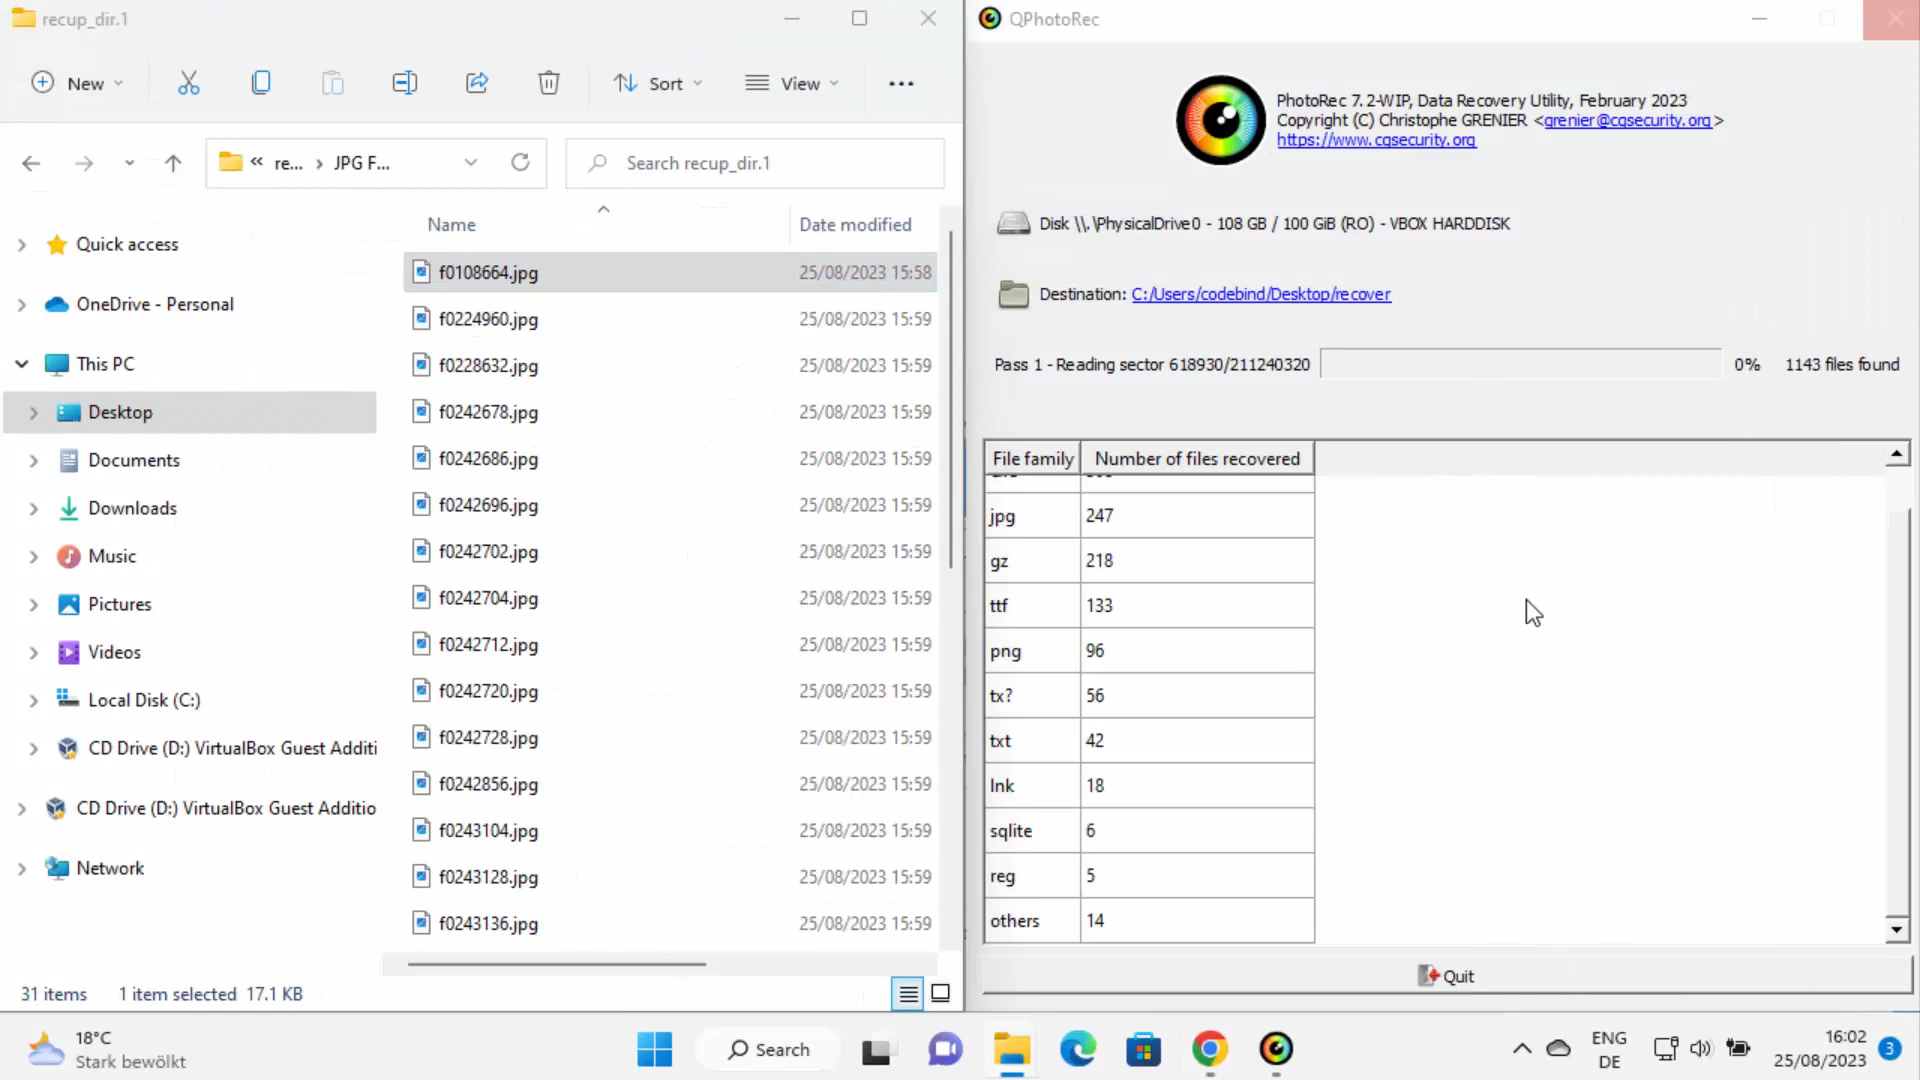 recup_dir.1
New
Sort
View
re...
JPG F...
Search recup_dir.1
Quick access
OneDrive - Personal
This PC
Desktop
Documents
Downloads
Music
Pictures
Videos
Local Disk (C:)
CD Drive (D:) VirtualBox Guest Additi
CD Drive (D:) VirtualBox Guest Additio
Network
Name
Date modified
f0108664.jpg 25/08/2023 15:58
f0224960.jpg 25/08/2023 15:59
f0228632.jpg 25/08/2023 15:59
f0242678.jpg 25/08/2023 15:59
f0242686.jpg 25/08/2023 15:59
f0242696.jpg 25/08/2023 15:59
f0242702.jpg 25/08/2023 15:59
f0242704.jpg 25/08/2023 15:59
f0242712.jpg 25/08/2023 15:59
f0242720.jpg 25/08/2023 15:59
f0242728.jpg 25/08/2023 15:59
f0242856.jpg 25/08/2023 15:59
f0243104.jpg 25/08/2023 15:59
f0243128.jpg 25/08/2023 15:59
f0243136.jpg 25/08/2023 15:59
31 items 1 item selected 17.1 KB
QPhotoRec
PhotoRec 7.2-WIP, Data Recovery Utility, February 2023
Copyright (C) Christophe GRENIER <grenier@cgsecurity.org>
https://www.cgsecurity.org
Disk \\.\PhysicalDrive0 - 108 GB / 100 GiB (RO) - VBOX HARDDISK
Destination: C:/Users/codebind/Desktop/recover
Pass 1 - Reading sector 618930/211240320 0% 1143 files found
File family Number of files recovered
jpg 247
gz 218
ttf 133
png 96
tx? 56
txt 42
lnk 18
sqlite 6
reg 5
others 14
Quit
18°C
Stark bewölkt
Search
ENG
DE
16:02
25/08/2023
3